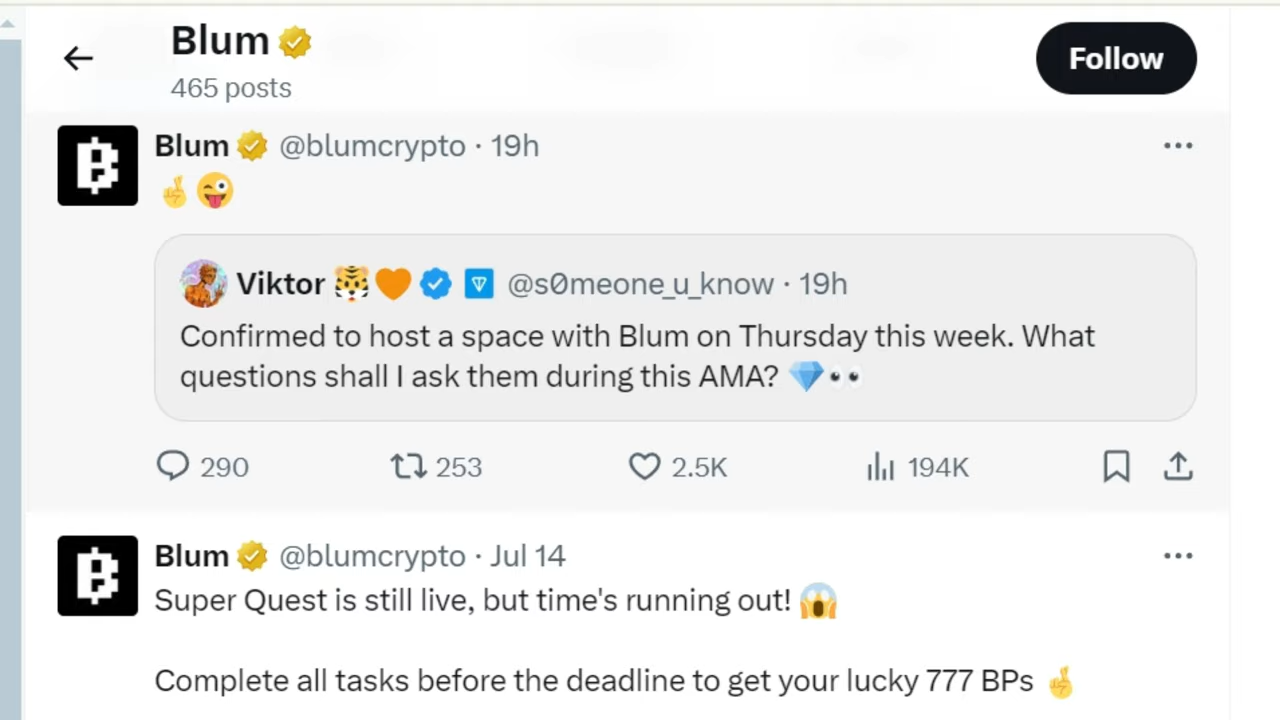 Blum
465 posts
Follow
Blum @blumcrypto · 19h
🤞😜
Viktor 🐯🧡 @s0meone_u_know · 19h
Confirmed to host a space with Blum on Thursday this week. What
questions shall I ask them during this AMA? 💎👀
290 253 2.5K 194K
Blum @blumcrypto · Jul 14
Super Quest is still live, but time's running out! 😱
Complete all tasks before the deadline to get your lucky 777 BPs 🤞